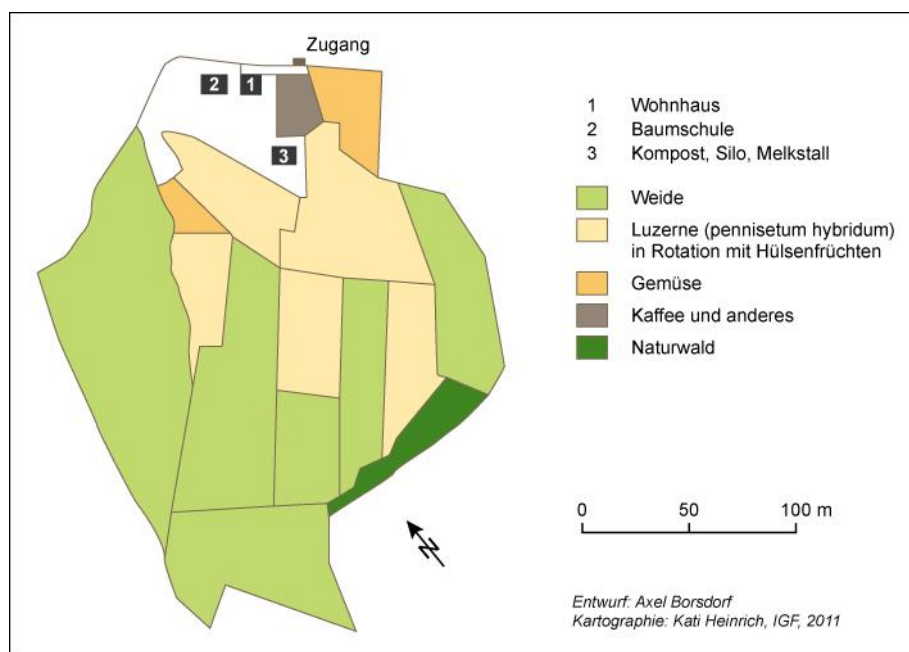 Zugang
2
1
3
1 Wohnhaus
2 Baumschule
3 Kompost, Silo, Melkstall
Weide
Luzerne (pennisetum hybridum)
in Rotation mit Hülsenfrüchten
Gemüse
Kaffee und anderes
Naturwald
0 50 100 m
N
Entwurf: Axel Borsdorf
Kartographie: Kati Heinrich, IGF, 2011